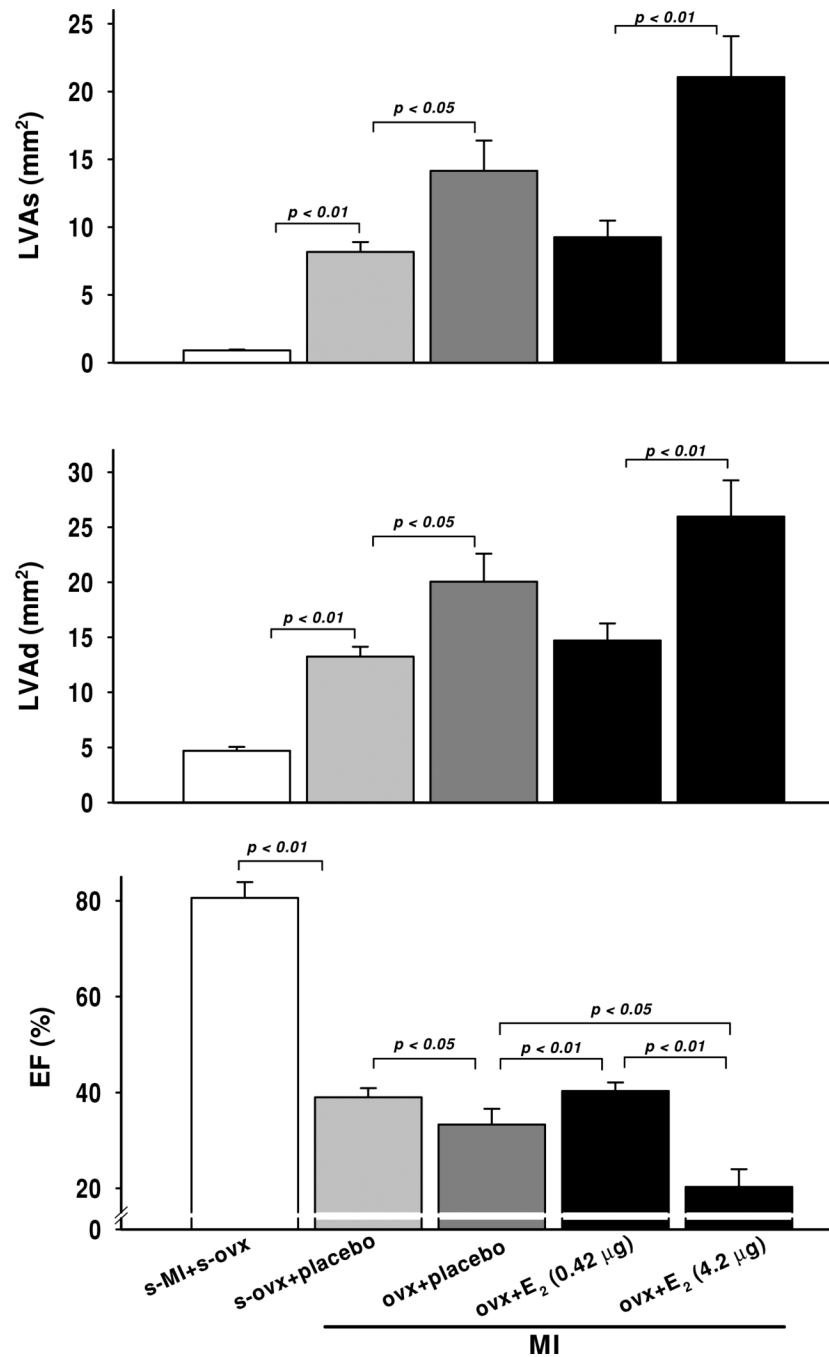 LVAs (mm²)
25
20
15
10
5
0
p < 0.01
p < 0.05
p < 0.01
LVAd (mm²)
30
25
20
15
10
5
0
p < 0.01
p < 0.05
p < 0.01
EF (%)
80
60
40
20
0
p < 0.01
p < 0.05
p < 0.05
p < 0.01
p < 0.01
s-MI+s-ovx
s-ovx+placebo
ovx+placebo
ovx+E₂ (0.42 μg)
ovx+E₂ (4.2 μg)
MI